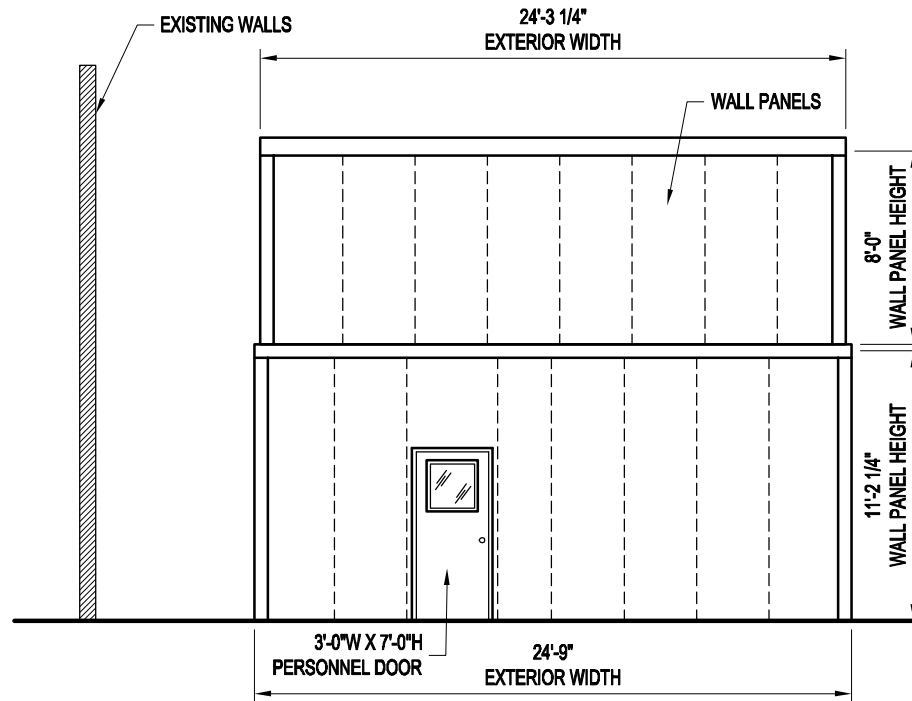 EXISTING WALLS
24'-3 1/4"
EXTERIOR WIDTH
WALL PANELS
8'-0"
WALL PANEL HEIGHT
11'-2 1/4"
WALL PANEL HEIGHT
3'-0"W X 7'-0"H
PERSONNEL DOOR
24'-9"
EXTERIOR WIDTH